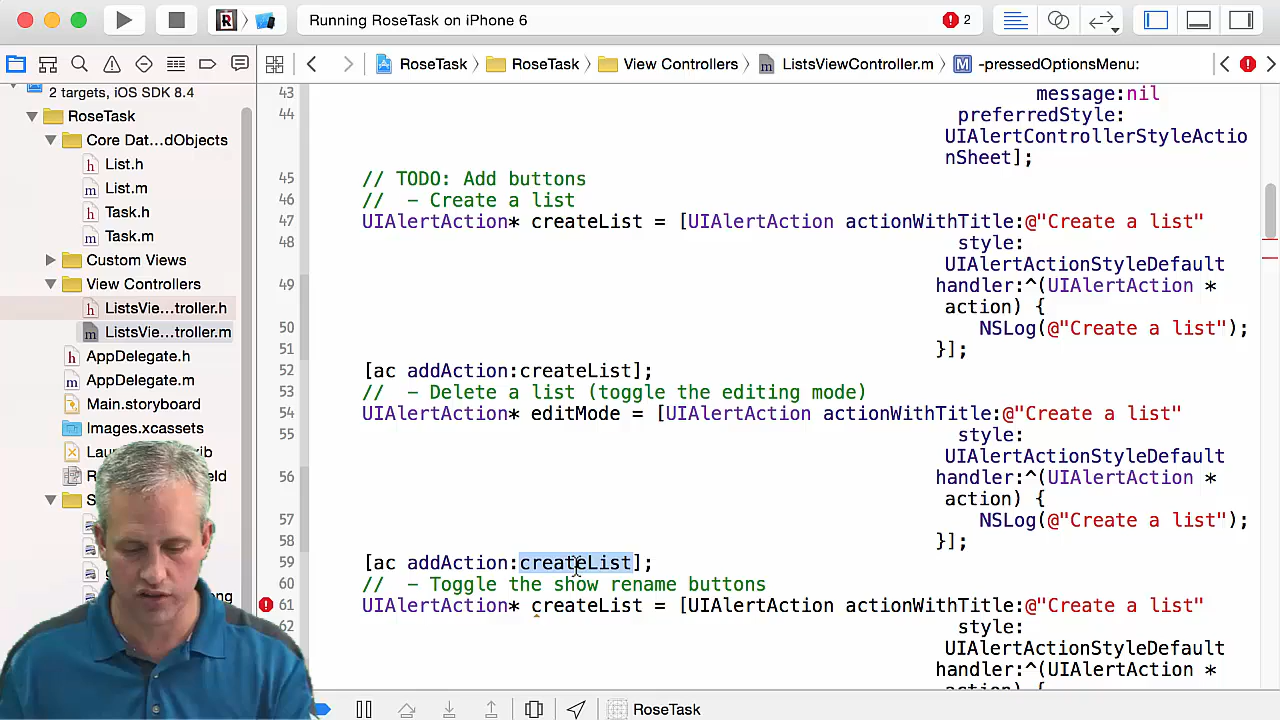 Running RoseTask on iPhone 6
2
RoseTask
RoseTask
View Controllers
ListsViewController.m
M
-pressedOptionsMenu:
2 targets, iOS SDK 8.4
RoseTask
Core Dat...dObjects
h List.h
m List.m
h Task.h
m Task.m
Custom Views
View Controllers
h ListsVie...troller.h
m ListsVie...troller.m
h AppDelegate.h
m AppDelegate.m
Main.storyboard
Images.xcassets
43 message:nil
44 preferredStyle:
UIAlertControllerStyleActio
nSheet];
45 // TODO: Add buttons
46 // - Create a list
47 UIAlertAction* createList = [UIAlertAction actionWithTitle:@"Create a list"
48 style:
UIAlertActionStyleDefault
49 handler:^(UIAlertAction *
action) {
50 NSLog(@"Create a list");
51 }];
52 [ac addAction:createList];
53 // - Delete a list (toggle the editing mode)
54 UIAlertAction* editMode = [UIAlertAction actionWithTitle:@"Create a list"
55 style:
UIAlertActionStyleDefault
56 handler:^(UIAlertAction *
action) {
57 NSLog(@"Create a list");
58 }];
59 [ac addAction:createList];
60 // - Toggle the show rename buttons
61 UIAlertAction* createList = [UIAlertAction actionWithTitle:@"Create a list"
62 style:
UIAlertActionStyleDefault
handler:^(UIAlertAction *
action) {
RoseTask